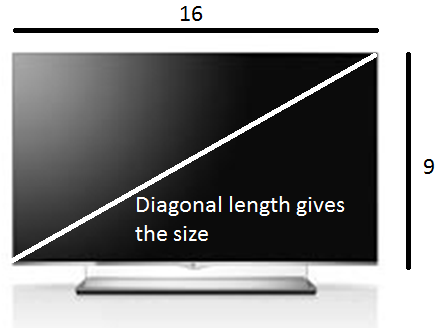 16
9
Diagonal length gives
the size